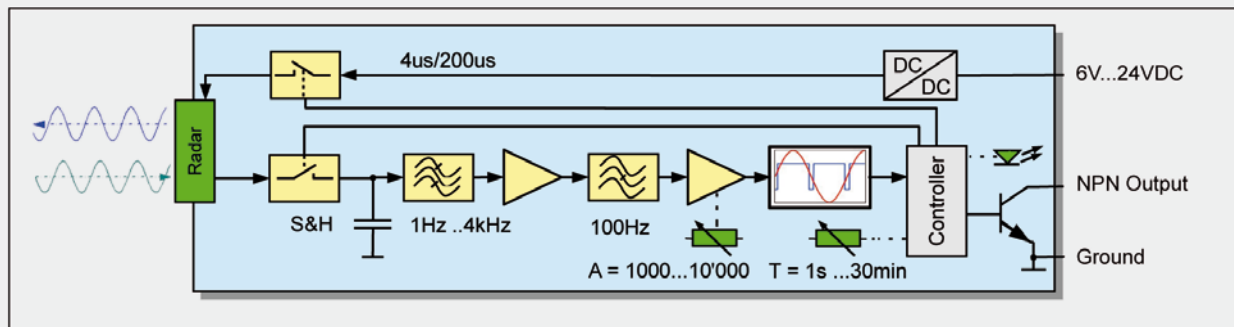 4us/200us
DC
DC
6V...24VDC
Radar
S&H
1Hz ..4kHz
100Hz
A = 1000...10'000
T = 1s ...30min
Controller
NPN Output
Ground